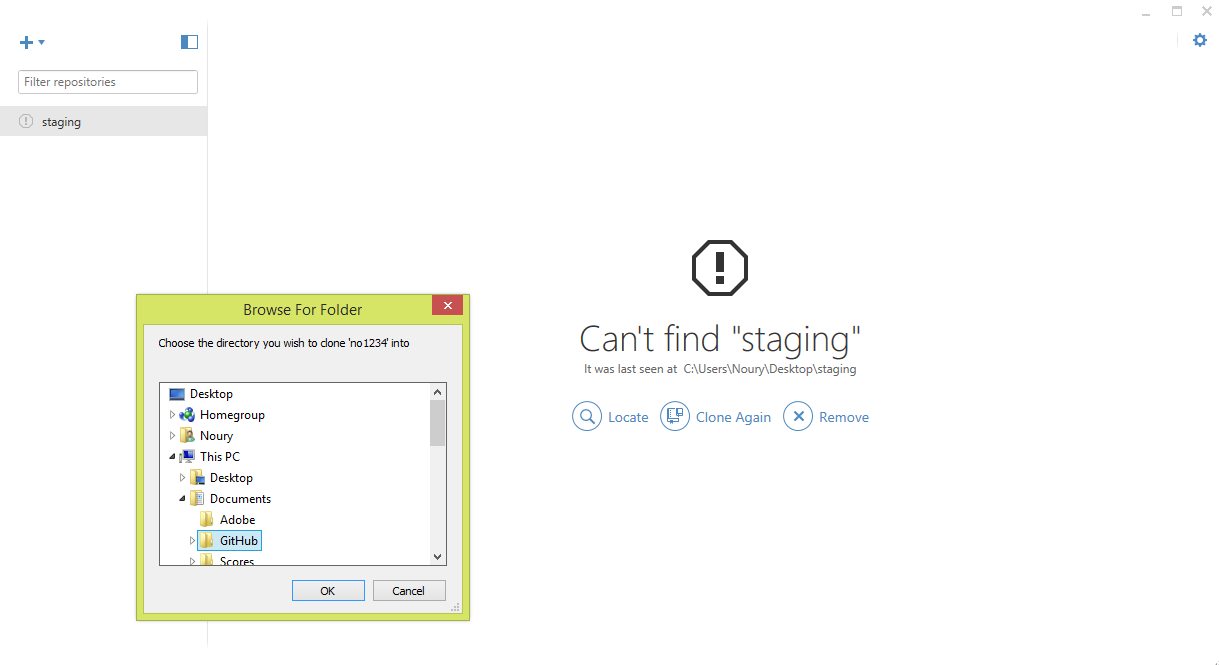 Filter repositories
staging
Can't find "staging"
It was last seen at C:\Users\Noury\Desktop\staging
Locate
Clone Again
Remove
Browse For Folder
Choose the directory you wish to clone 'no1234' into
Desktop
Homegroup
Noury
This PC
Desktop
Documents
Adobe
GitHub
Scores
OK
Cancel